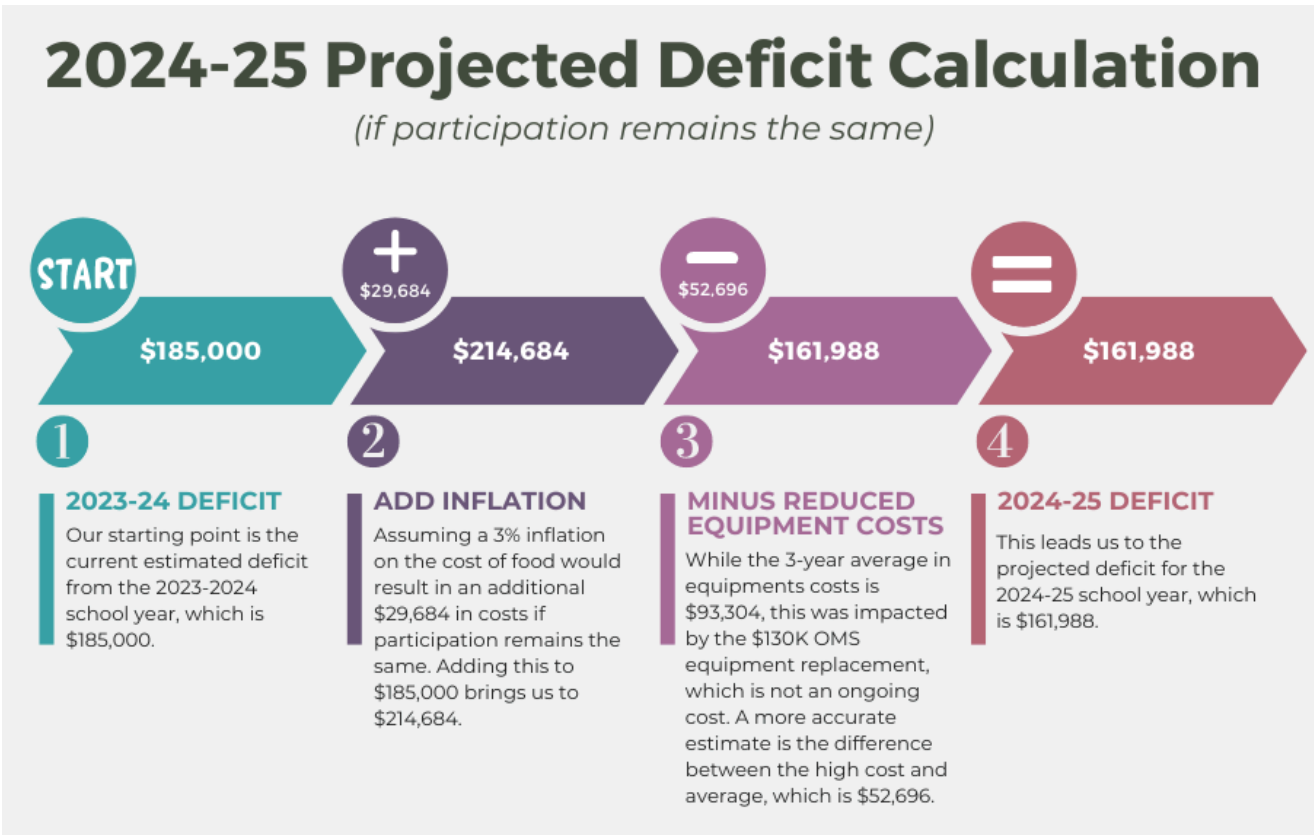 2024-25 Projected Deficit Calculation
(if participation remains the same)
START
$185,000
+
$29,684
$214,684
−
$52,696
$161,988
=
$161,988
1
2023-24 DEFICIT
Our starting point is the
current estimated deficit
from the 2023-2024
school year, which is
$185,000.
2
ADD INFLATION
Assuming a 3% inflation
on the cost of food would
result in an additional
$29,684 in costs if
participation remains the
same. Adding this to
$185,000 brings us to
$214,684.
3
MINUS REDUCED
EQUIPMENT COSTS
While the 3-year average in
equipments costs is
$93,304, this was impacted
by the $130K OMS
equipment replacement,
which is not an ongoing
cost. A more accurate
estimate is the difference
between the high cost and
average, which is $52,696.
4
2024-25 DEFICIT
This leads us to the
projected deficit for the
2024-25 school year, which
is $161,988.